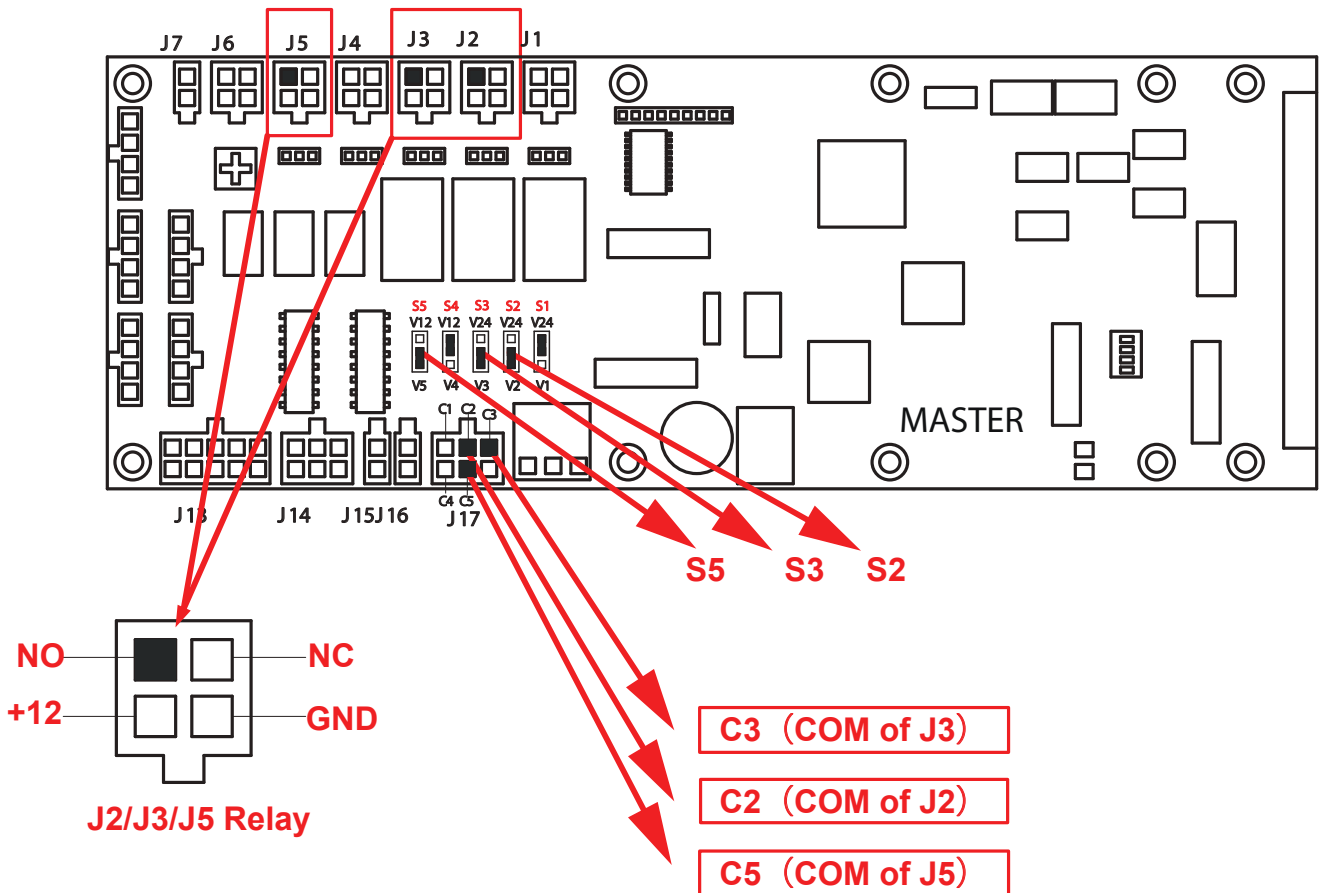 J7 J6 J5 J4 J3 J2 J1
S5 S4 S3 S2 S1
V12 V12 V24 V24 V24
V5 V4 V3 V2 V1
C1 C2 C3
MASTER
C4 C5
J13 J14 J15 J16 J17
S5 S3 S2
NO NC
+12 GND
C3（COM of J3）
C2（COM of J2）
J2/J3/J5 Relay
C5（COM of J5）